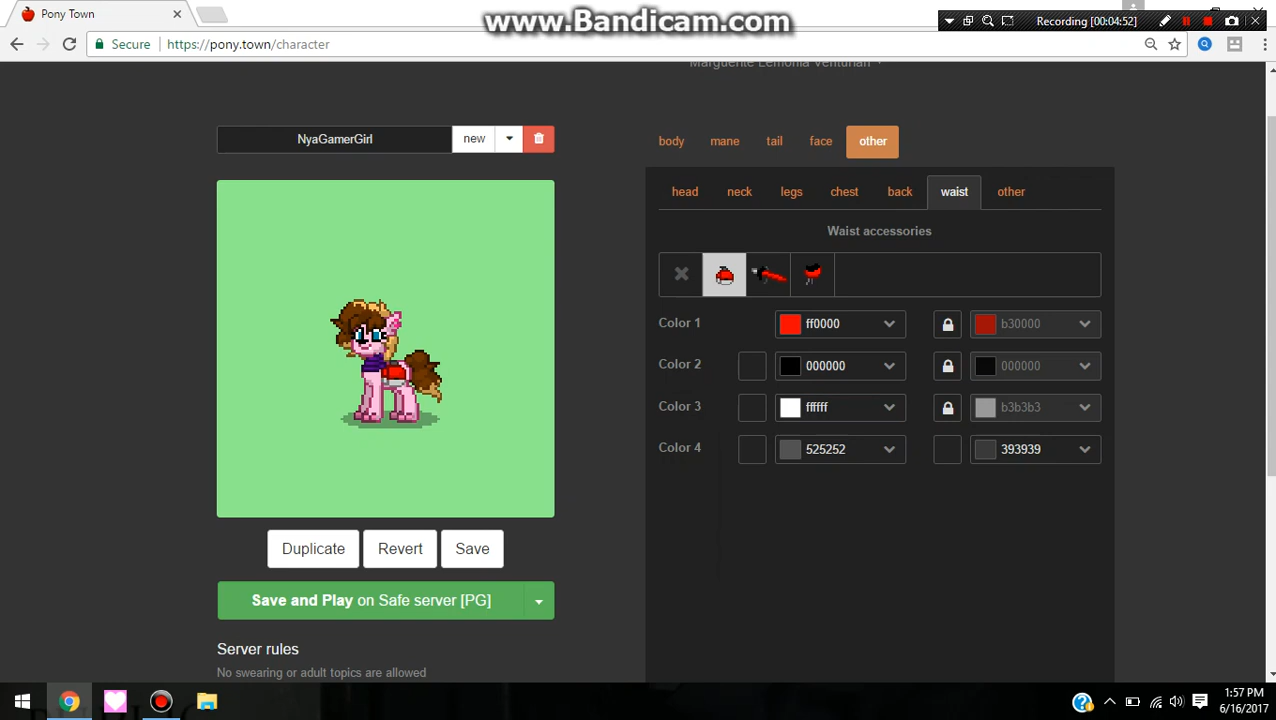 Pony Town
www.Bandicam.com
Recording [00:04:52]
Secure
https://pony.town/character
Marguerite Lemonia Venturian
NyaGamerGirl
new
body
mane
tail
face
other
head
neck
legs
chest
back
waist
other
Waist accessories
Color 1
ff0000
b30000
Color 2
000000
000000
Color 3
ffffff
b3b3b3
Color 4
525252
393939
Duplicate
Revert
Save
Save and Play on Safe server [PG]
Server rules
No swearing or adult topics are allowed
1:57 PM
6/16/2017